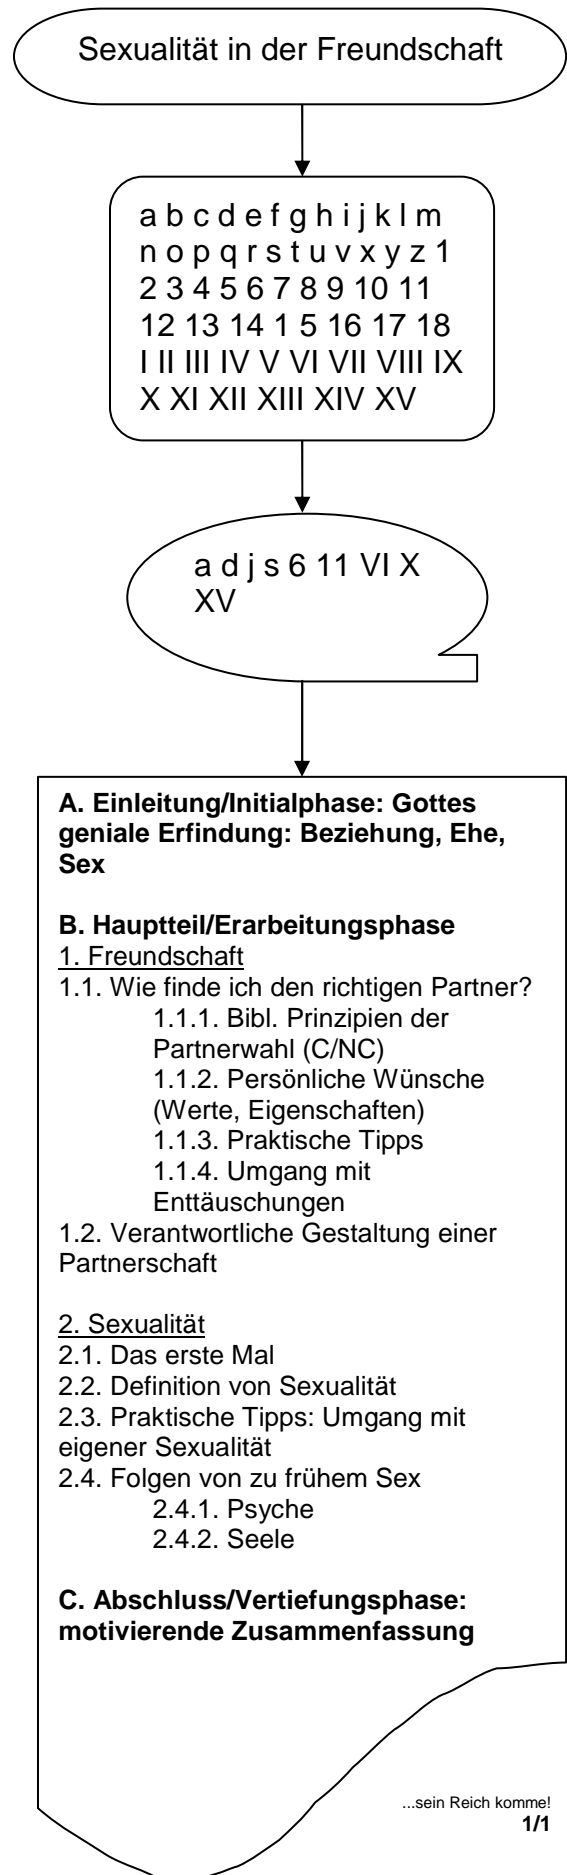 Sexualität in der Freundschaft
a b c d e f g h i j k l m
n o p q r s t u v x y z 1
2 3 4 5 6 7 8 9 10 11
12 13 14 1 5 16 17 18
I II III IV V VI VII VIII IX
X XI XII XIII XIV XV
a d j s 6 11 VI X
XV
A. Einleitung/Initialphase: Gottes
geniale Erfindung: Beziehung, Ehe,
Sex
B. Hauptteil/Erarbeitungsphase
1. Freundschaft
1.1. Wie finde ich den richtigen Partner?
1.1.1. Bibl. Prinzipien der
Partnerwahl (C/NC)
1.1.2. Persönliche Wünsche
(Werte, Eigenschaften)
1.1.3. Praktische Tipps
1.1.4. Umgang mit
Enttäuschungen
1.2. Verantwortliche Gestaltung einer
Partnerschaft
2. Sexualität
2.1. Das erste Mal
2.2. Definition von Sexualität
2.3. Praktische Tipps: Umgang mit
eigener Sexualität
2.4. Folgen von zu frühem Sex
2.4.1. Psyche
2.4.2. Seele
C. Abschluss/Vertiefungsphase:
motivierende Zusammenfassung
...sein Reich komme!
1/1